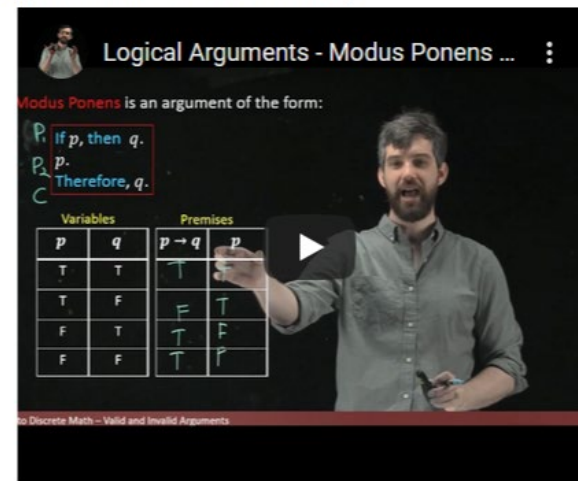 Logical Arguments - Modus Ponens ...
Modus Ponens is an argument of the form:
P₁ If p, then q.
P₂ p.
C Therefore, q.
Variables Premises
p q p → q p
T T T
T F F T
F T T F
F F T
to Discrete Math – Valid and Invalid Arguments